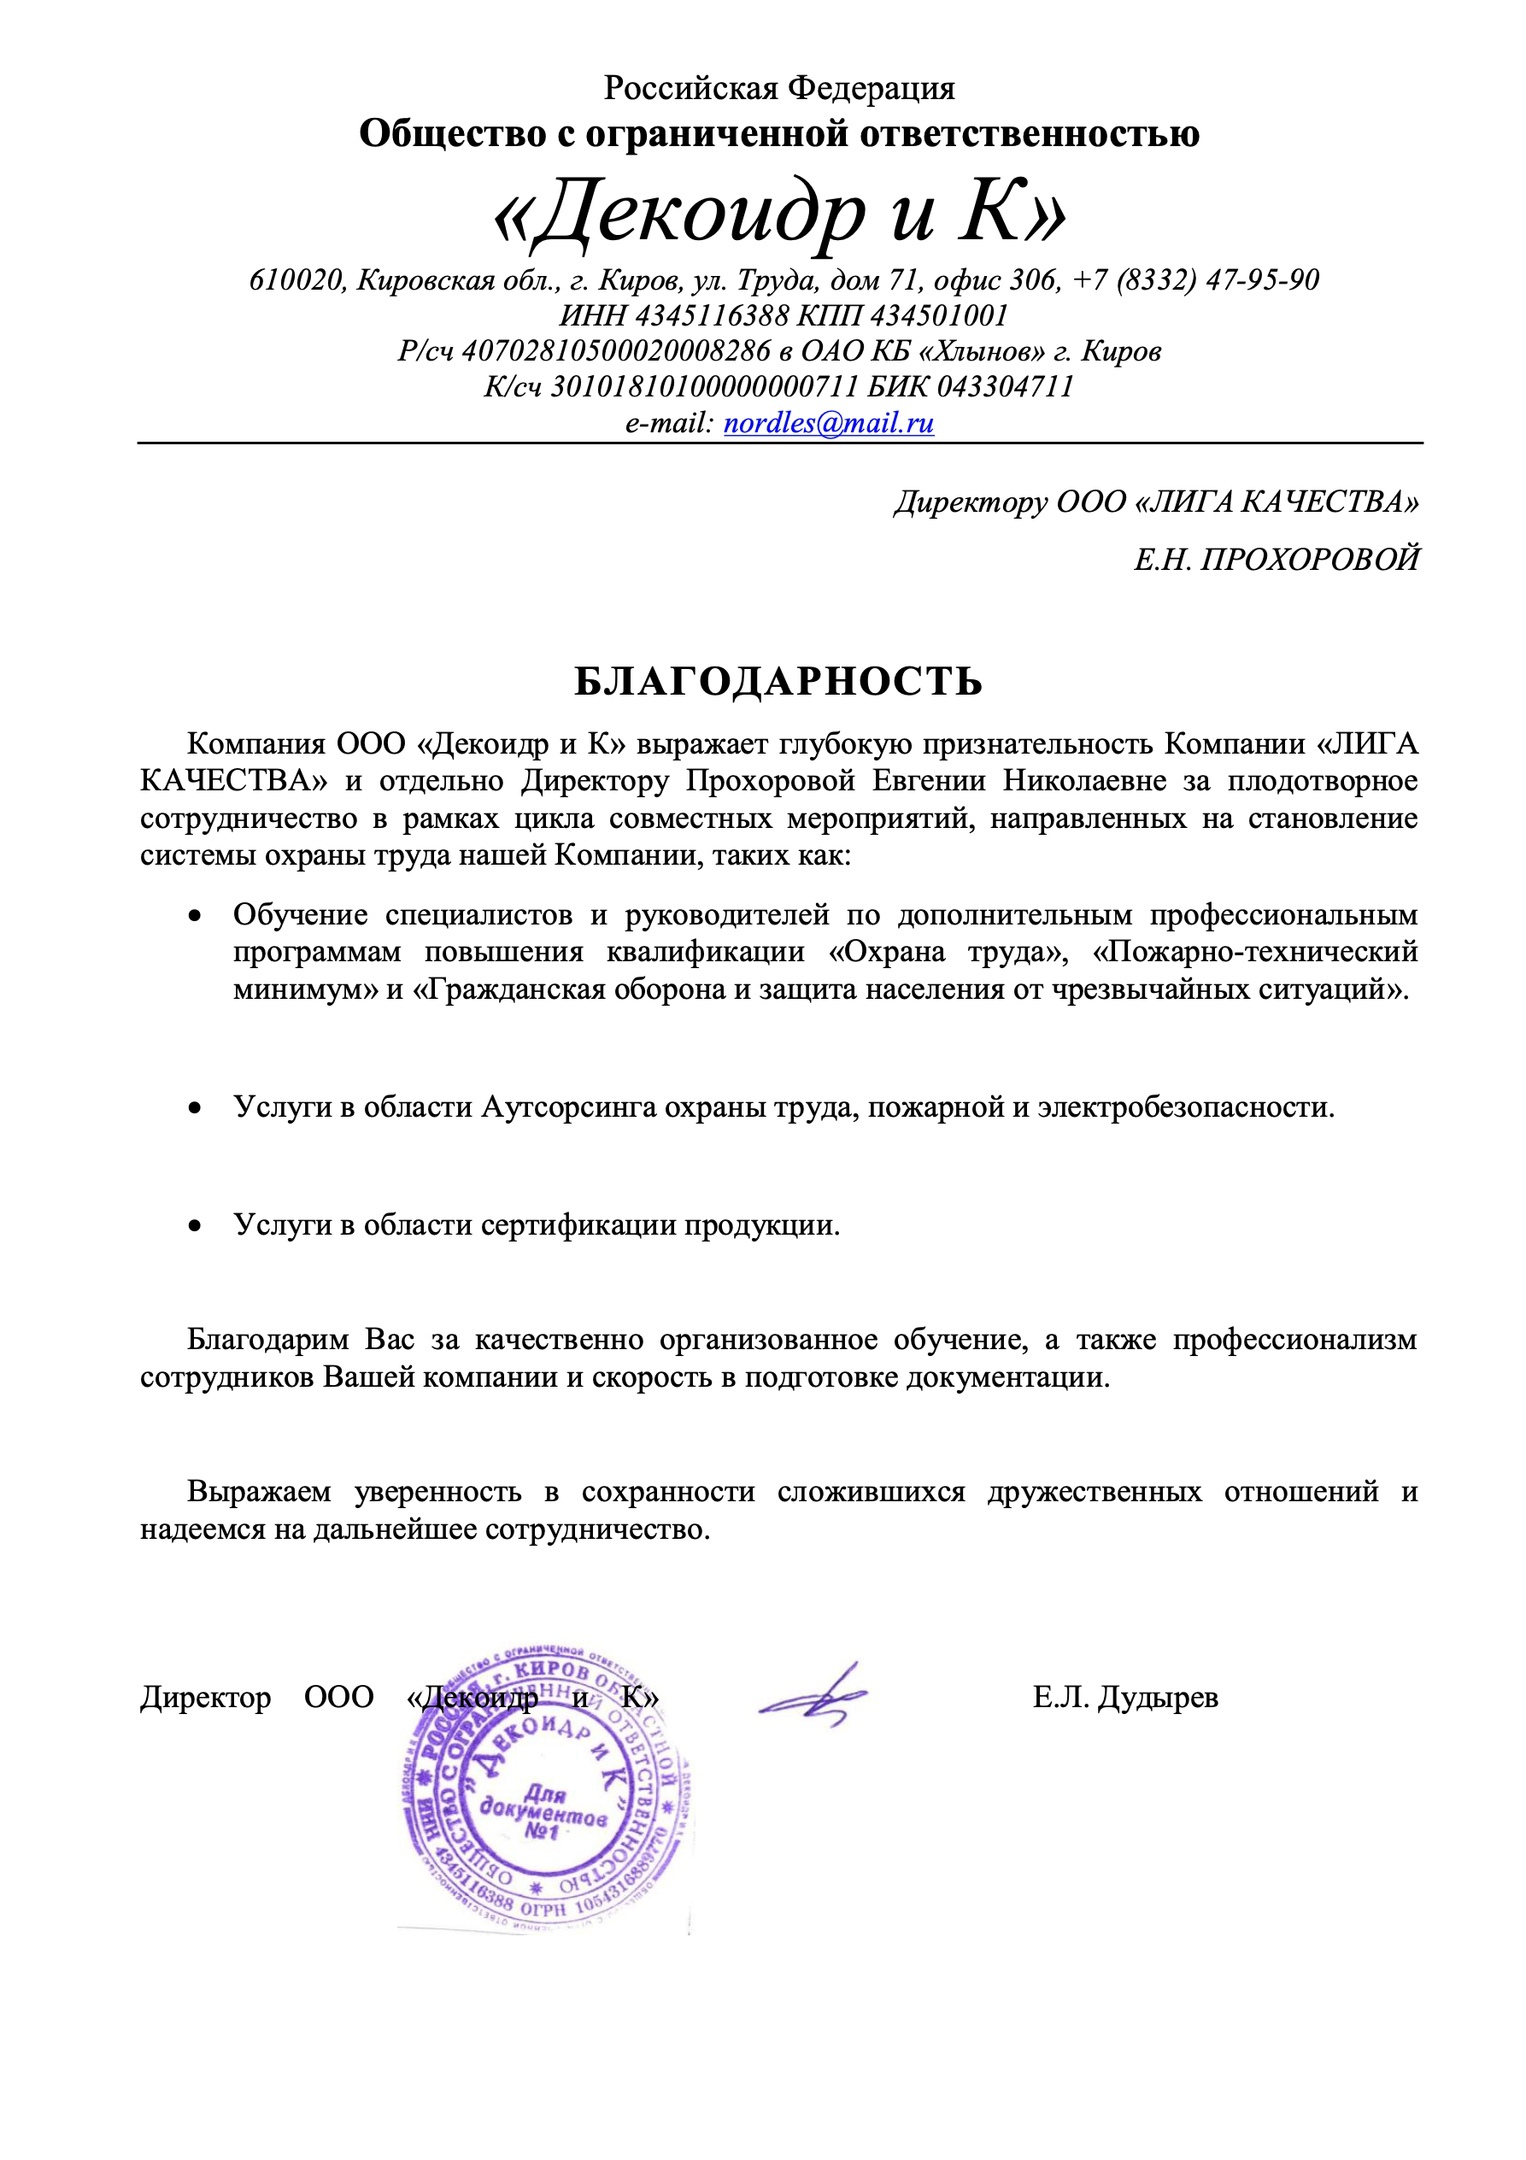 Российская Федерация
Общество с ограниченной ответственностью
«Декоидр и К»
610020, Кировская обл., г. Киров, ул. Труда, дом 71, офис 306, +7 (8332) 47-95-90
ИНН 4345116388 КПП 434501001
Р/сч 40702810500020008286 в ОАО КБ «Хлынов» г. Киров
К/сч 30101810100000000711 БИК 043304711
e-mail: nordles@mail.ru
Директору ООО «ЛИГА КАЧЕСТВА»
Е.Н. ПРОХОРОВОЙ
БЛАГОДАРНОСТЬ
Компания ООО «Декоидр и К» выражает глубокую признательность Компании «ЛИГА
КАЧЕСТВА» и отдельно Директору Прохоровой Евгении Николаевне за плодотворное
сотрудничество в рамках цикла совместных мероприятий, направленных на становление
системы охраны труда нашей Компании, таких как:
• Обучение специалистов и руководителей по дополнительным профессиональным
программам повышения квалификации «Охрана труда», «Пожарно-технический
минимум» и «Гражданская оборона и защита населения от чрезвычайных ситуаций».
• Услуги в области Аутсорсинга охраны труда, пожарной и электробезопасности.
• Услуги в области сертификации продукции.
Благодарим Вас за качественно организованное обучение, а также профессионализм
сотрудников Вашей компании и скорость в подготовке документации.
Выражаем уверенность в сохранности сложившихся дружественных отношений и
надеемся на дальнейшее сотрудничество.
Директор ООО «Декоидр и К» Е.Л. Дудырев
РОССИЯ, г. КИРОВ ОБЛАСТНОЙ
ИНН 4345116388 ОГРН 1054316889770
ОБЩЕСТВО С ОГРАНИЧЕННОЙ ОТВЕТСТВЕННОСТЬЮ
"ДЕКОИДР И К"
Для
документов
№1